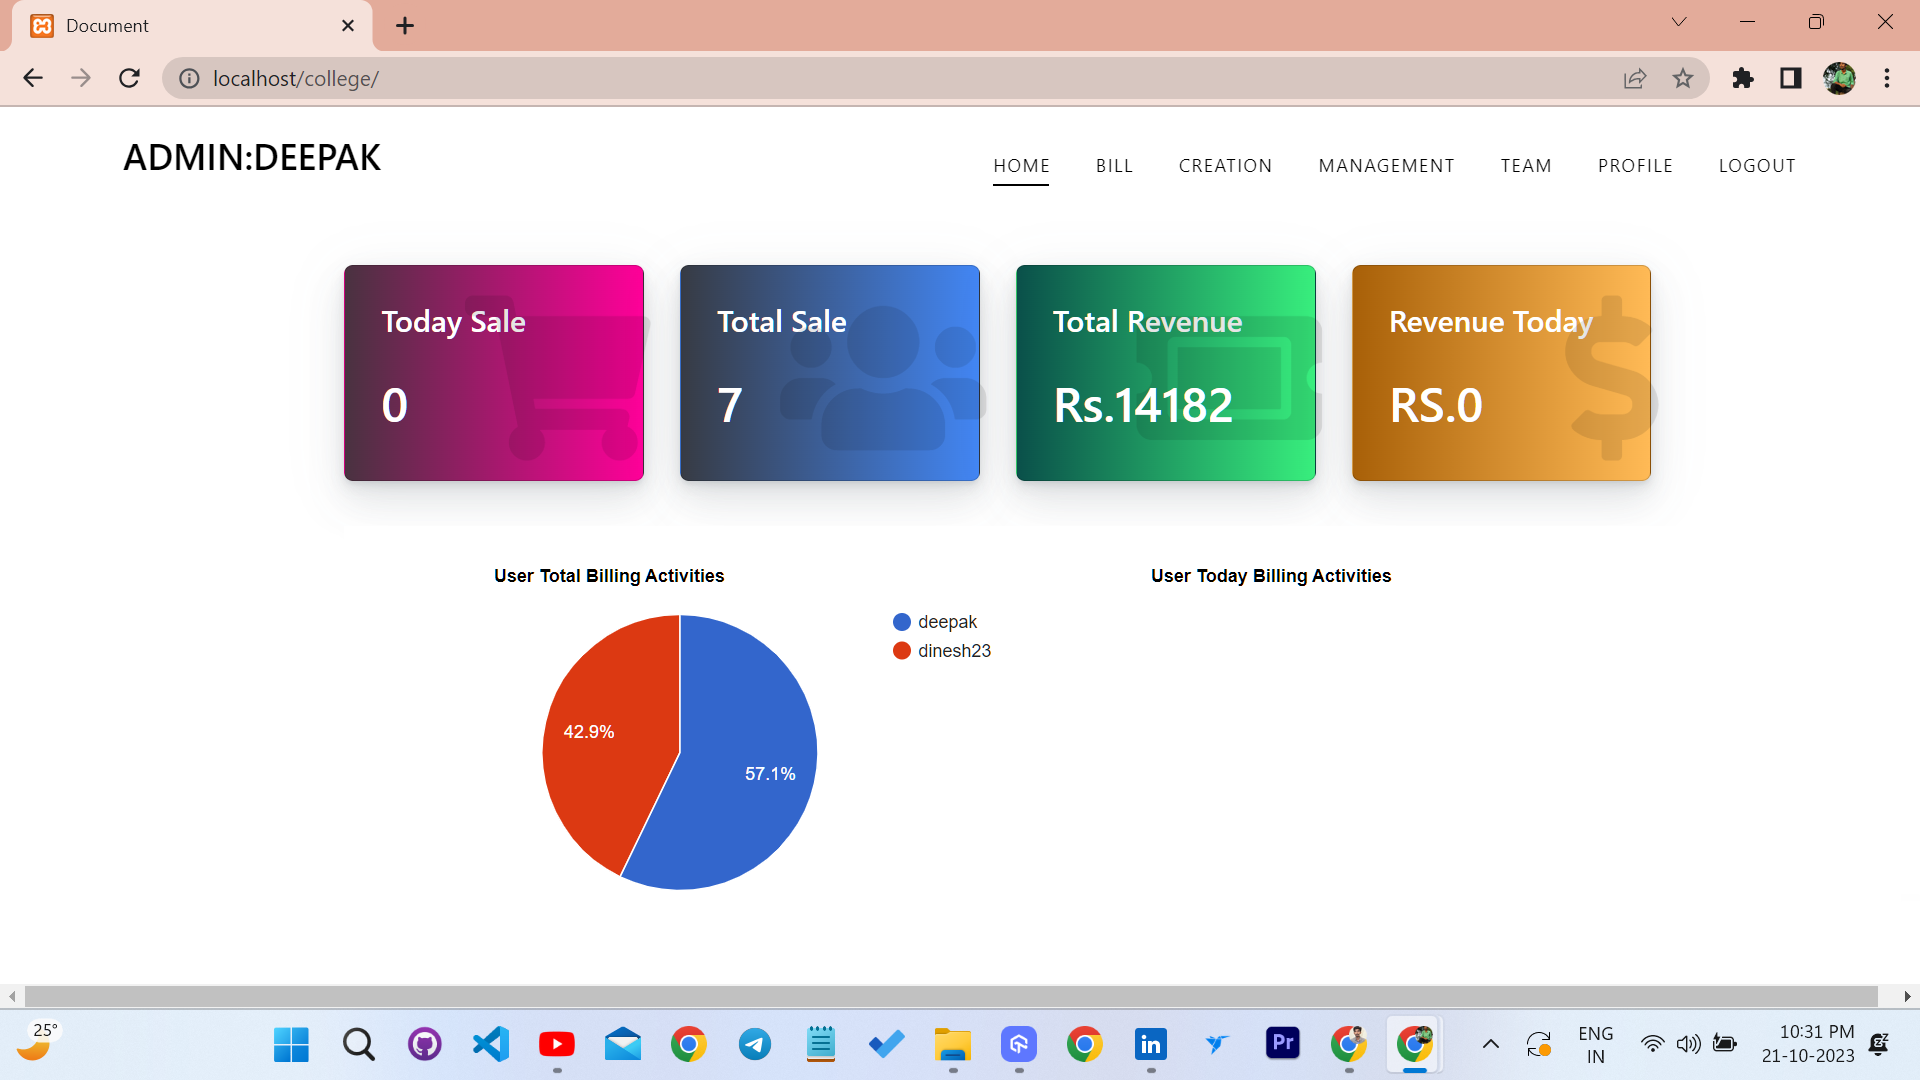 Document
localhost/college/
ADMIN:DEEPAK
HOME BILL CREATION MANAGEMENT TEAM PROFILE LOGOUT
Today Sale
0
Total Sale
7
Total Revenue
Rs.14182
Revenue Today
RS.0
User Total Billing Activities
deepak
dinesh23
42.9%
57.1%
User Today Billing Activities
25°
in
Pr
ENG
IN
10:31 PM
21-10-2023